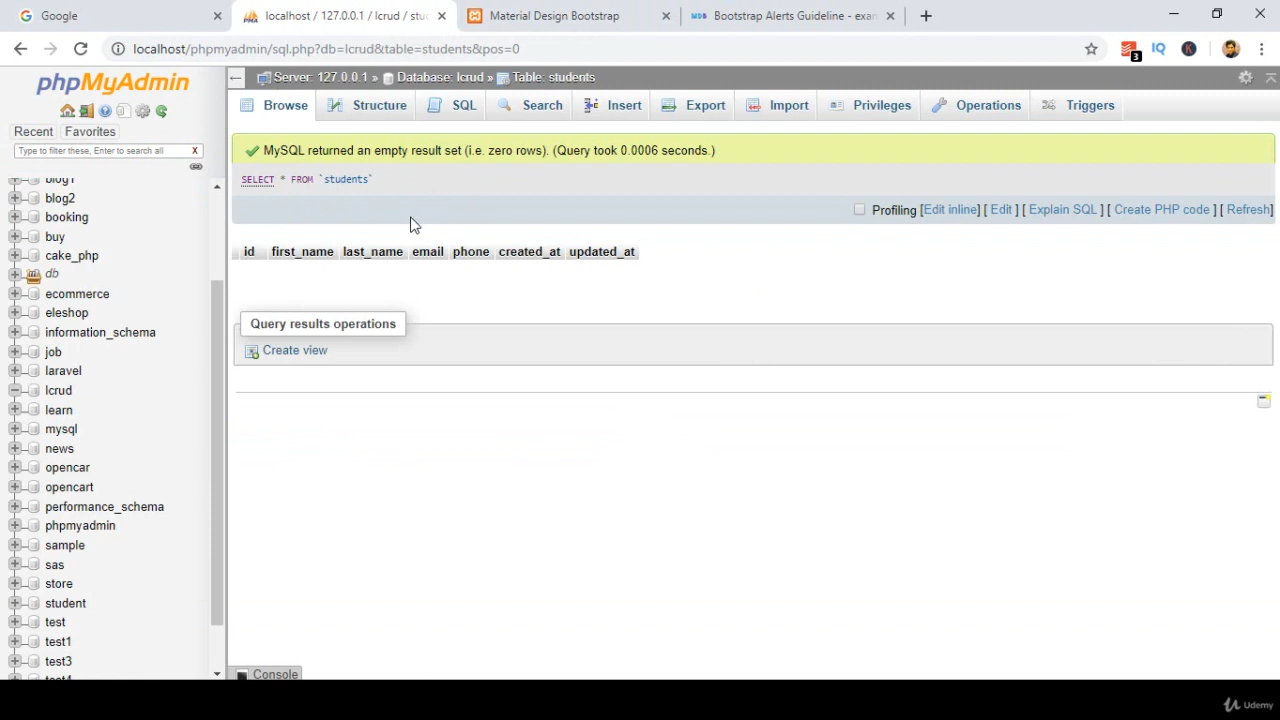 Google
localhost / 127.0.0.1 / lcrud / stu
Material Design Bootstrap
MDB Bootstrap Alerts Guideline - exa
localhost/phpmyadmin/sql.php?db=lcrud&table=students&pos=0
3
IQ
K
phpMyAdmin
Recent
Favorites
Type to filter these, Enter to search all
X
blog1
blog2
booking
buy
cake_php
db
ecommerce
eleshop
information_schema
job
laravel
lcrud
learn
mysql
news
opencar
opencart
performance_schema
phpmyadmin
sample
sas
store
student
test
test1
test3
test4
Server: 127.0.0.1 » Database: lcrud » Table: students
Browse Structure SQL Search Insert Export Import Privileges Operations Triggers
MySQL returned an empty result set (i.e. zero rows). (Query took 0.0006 seconds.)
SELECT * FROM `students`
Profiling [Edit inline] [ Edit ] [ Explain SQL ] [ Create PHP code ] [ Refresh]
id first_name last_name email phone created_at updated_at
Query results operations
Create view
Console
Udemy